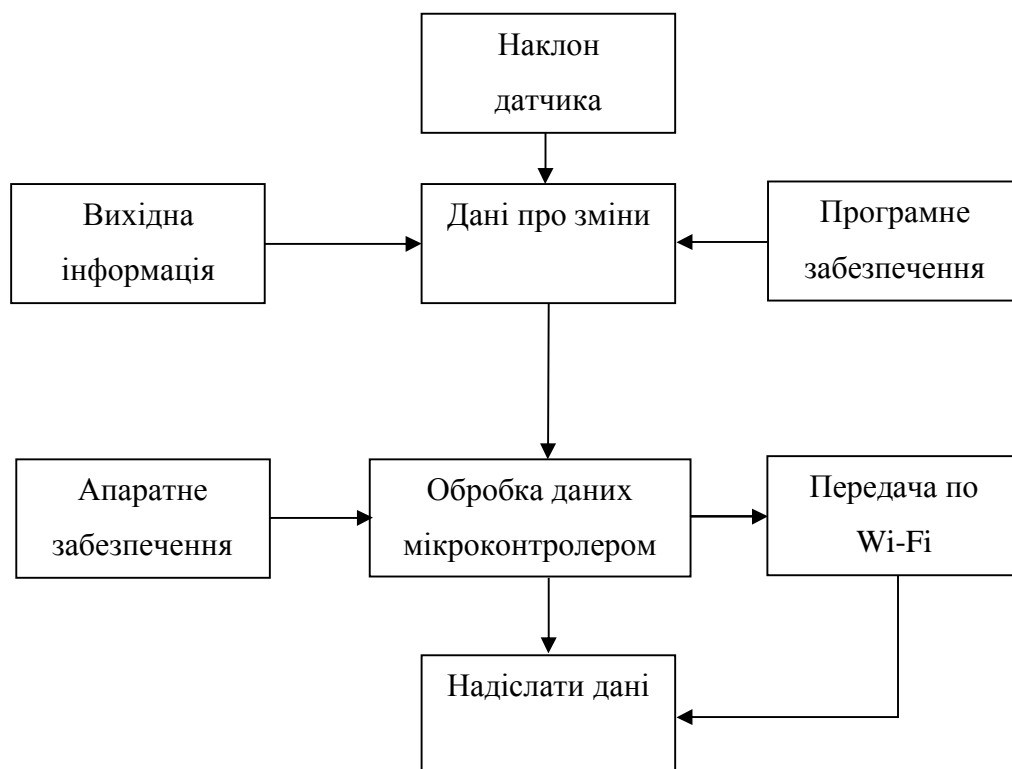 Наклон
датчика
Вихідна
інформація
Дані про зміни
Програмне
забезпечення
Апаратне
забезпечення
Обробка даних
мікроконтролером
Передача по
Wi-Fi
Надіслати дані